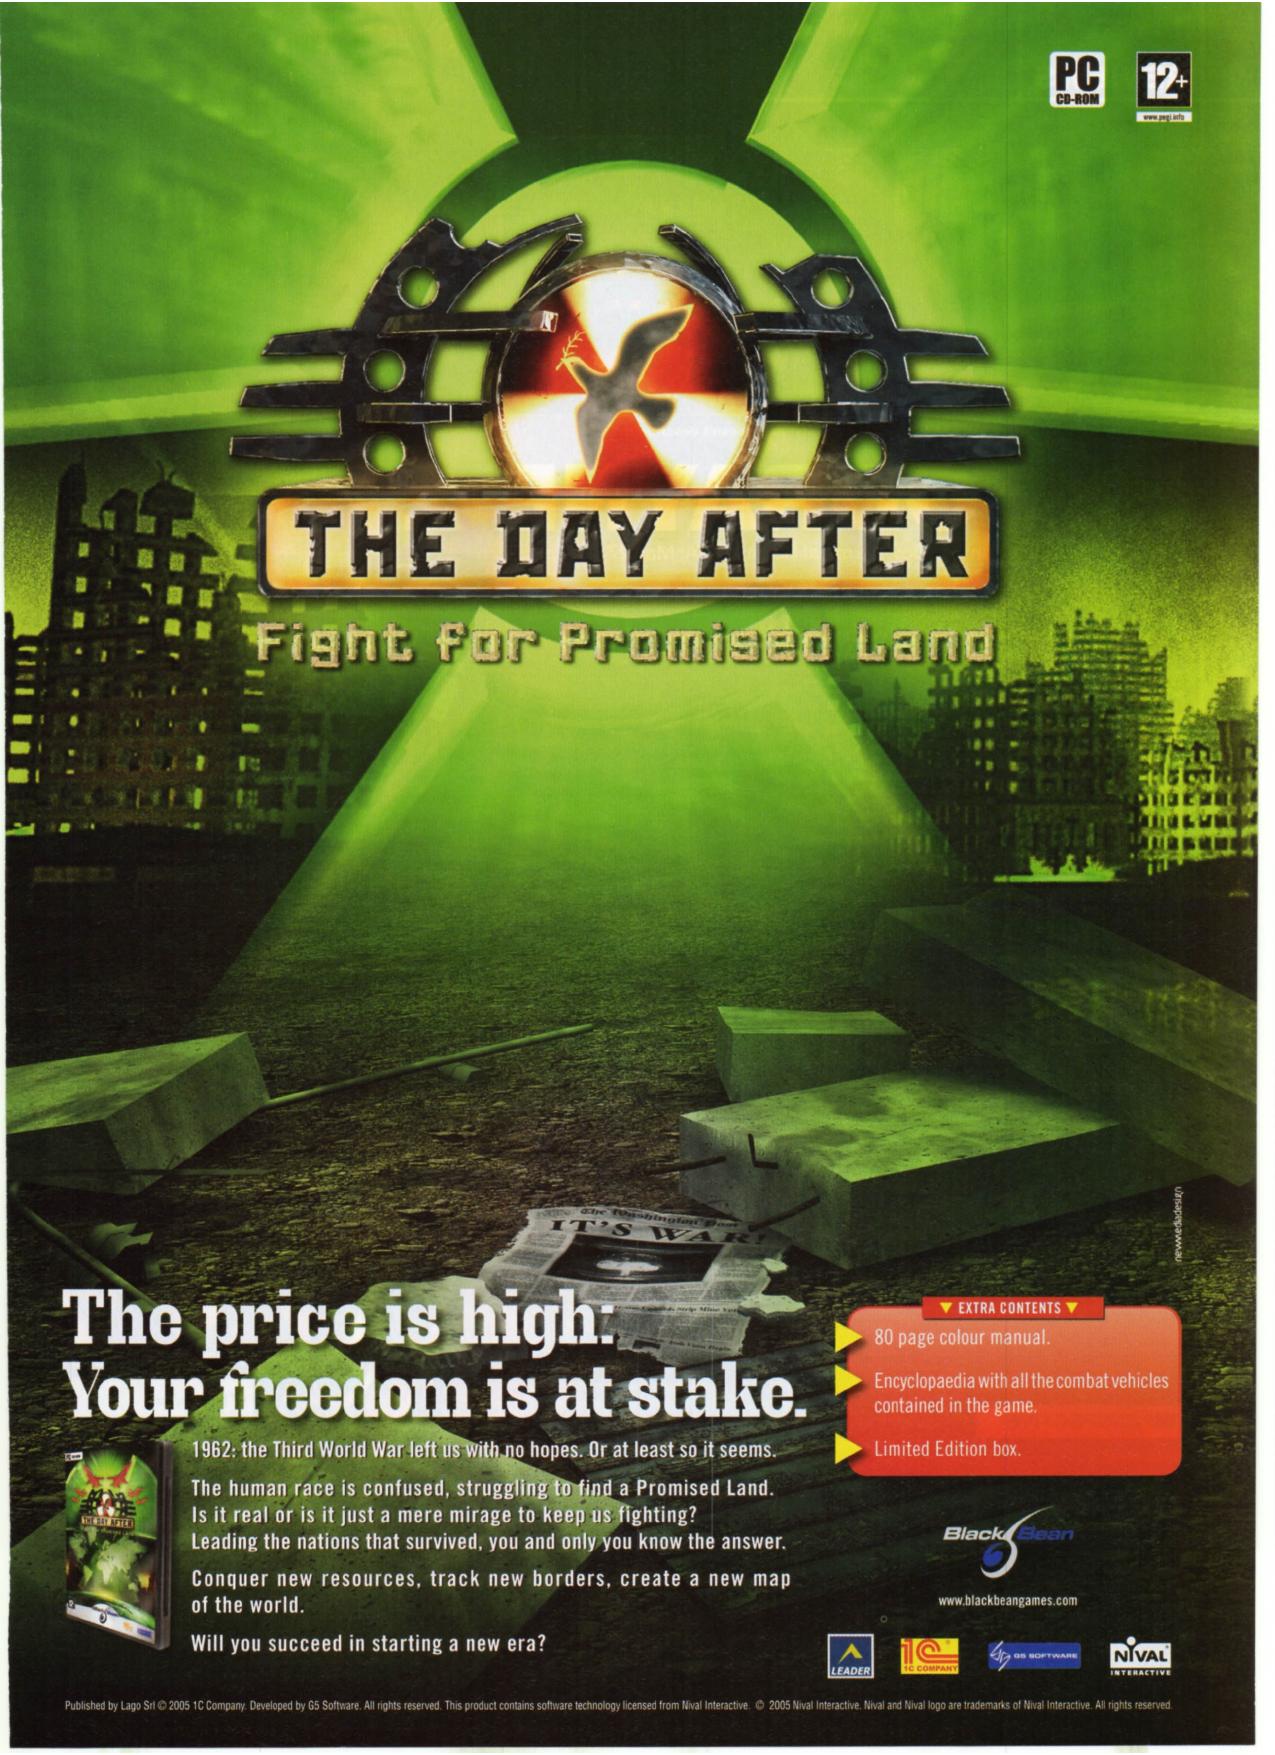 PC
CD-ROM
12+
www.pegi.info
THE DAY AFTER
Fight for Promised Land
The Washington Post
IT'S WAR!
newmediadesign
The price is high:
Your freedom is at stake.
▼ EXTRA CONTENTS ▼
80 page colour manual.
Encyclopaedia with all the combat vehicles
contained in the game.
Limited Edition box.
1962: the Third World War left us with no hopes. Or at least so it seems.
The human race is confused, struggling to find a Promised Land.
Is it real or is it just a mere mirage to keep us fighting?
Leading the nations that survived, you and only you know the answer.
Conquer new resources, track new borders, create a new map
of the world.
Will you succeed in starting a new era?
THE DAY AFTER
Black Bean
www.blackbeangames.com
LEADER
1C®
1C COMPANY
G5 SOFTWARE
NIVAL
INTERACTIVE
Published by Lago Srl © 2005 1C Company. Developed by G5 Software. All rights reserved. This product contains software technology licensed from Nival Interactive. © 2005 Nival Interactive. Nival and Nival logo are trademarks of Nival Interactive. All rights reserved.